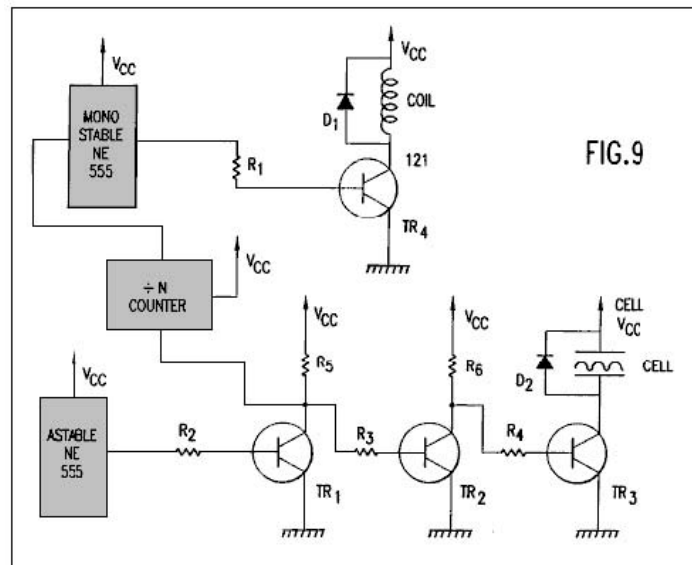 VCC
MONO
STABLE
NE
555
R1
D1
VCC
COIL
121
TR4
FIG.9
÷ N
COUNTER
VCC
VCC
ASTABLE
NE
555
R2
VCC
R5
TR1
R3
VCC
R6
TR2
R4
D2
CELL
VCC
CELL
TR3